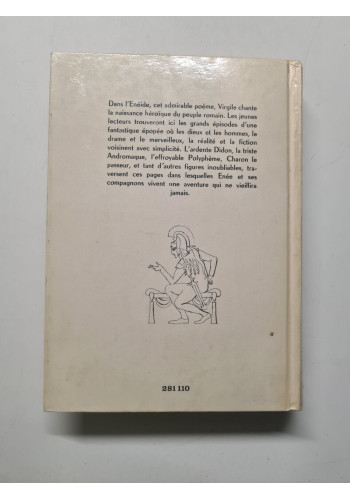 Dans l'Enéide, cet admirable poème, Virgile chante
la naissance héroïque du peuple romain. Les jeunes
lecteurs trouveront ici les grands épisodes d'une
fantastique épopée où les dieux et les hommes, le
drame et le merveilleux, la réalité et la fiction
voisinent avec simplicité. L'ardente Didon, la triste
Andromaque, l'effroyable Polyphème, Charon le
passeur, et tant d'autres figures inoubliables, tra-
versent ces pages dans lesquelles Enée et ses
compagnons vivent une aventure qui ne vieillira
jamais.
281 110